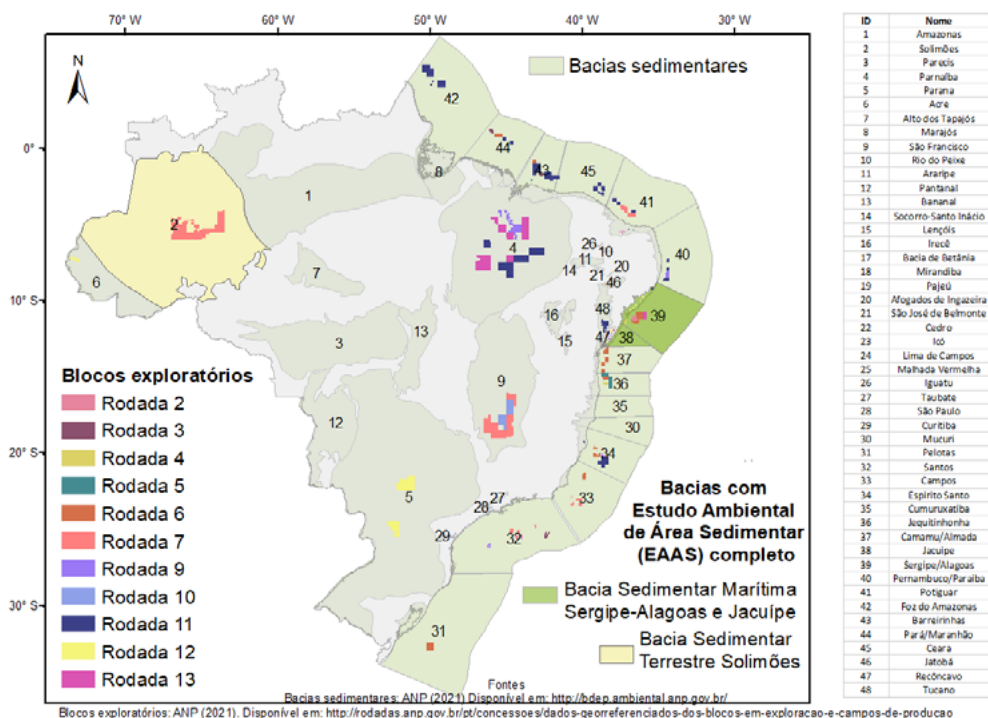 70° W
60° W
50° W
40° W
30° W
N
0°
10° S
20° S
30° S
Bacias sedimentares
42
44
43
45
41
8
1
2
4
26
10
11
20
14
21
46
40
6
7
48
16
39
13
47
38
15
3
37
9
36
35
12
30
34
5
27
33
28
29
32
31
Blocos exploratórios
Rodada 2
Rodada 3
Rodada 4
Rodada 5
Rodada 6
Rodada 7
Rodada 9
Rodada 10
Rodada 11
Rodada 12
Rodada 13
Bacias com
Estudo Ambiental
de Área Sedimentar
(EAAS) completo
Bacia Sedimentar Marítima
Sergipe-Alagoas e Jacuípe
Bacia Sedimentar
Terrestre Solimões
Fontes
Bacias sedimentares: ANP (2021) Disponível em: http://bdep.ambiental.anp.gov.br/
Blocos exploratórios: ANP (2021). Disponível em: http://rodadas.anp.gov.br/pt/concessoes/dados-georreferenciados-dos-blocos-em-exploracao-e-campos-de-producao
ID Nome
1 Amazonas
2 Solimões
3 Parecis
4 Parnaíba
5 Parana
6 Acre
7 Alto dos Tapajós
8 Marajós
9 São Francisco
10 Rio do Peixe
11 Araripe
12 Pantanal
13 Bananal
14 Socorro-Santo Inácio
15 Lençóis
16 Irecê
17 Bacia de Betânia
18 Mirandiba
19 Pajeú
20 Afogados de Ingazeira
21 São José de Belmonte
22 Cedro
23 Icó
24 Lima de Campos
25 Malhada Vermelha
26 Iguatu
27 Taubate
28 São Paulo
29 Curitiba
30 Mucuri
31 Pelotas
32 Santos
33 Campos
34 Espirito Santo
35 Cumuruxatiba
36 Jequitinhonha
37 Camamu/Almada
38 Jacuípe
39 Sergipe/Alagoas
40 Pernambuco/Paraiba
41 Potiguar
42 Foz do Amazonas
43 Barreirinhas
44 Pará/Maranhão
45 Ceara
46 Jatobá
47 Recôncavo
48 Tucano